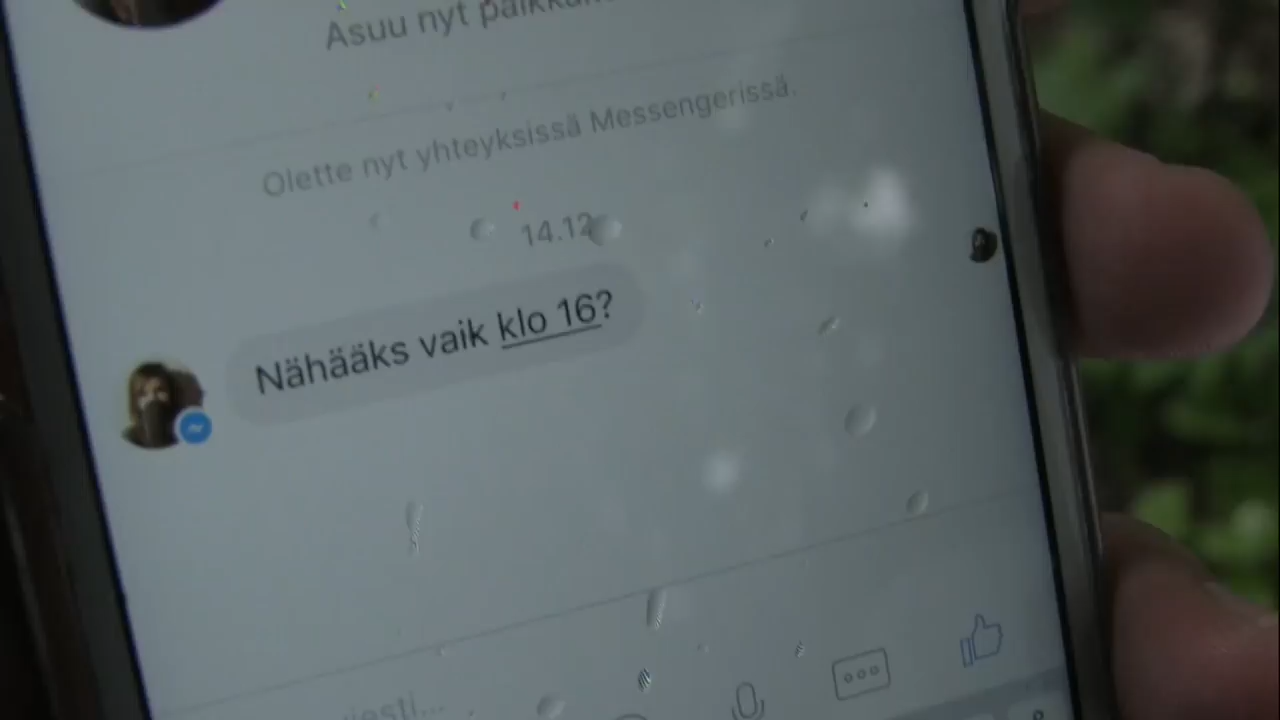 Asuu nyt
Olette nyt yhteyksissä Messengerissä.
14.12
Nähääks vaik klo 16?